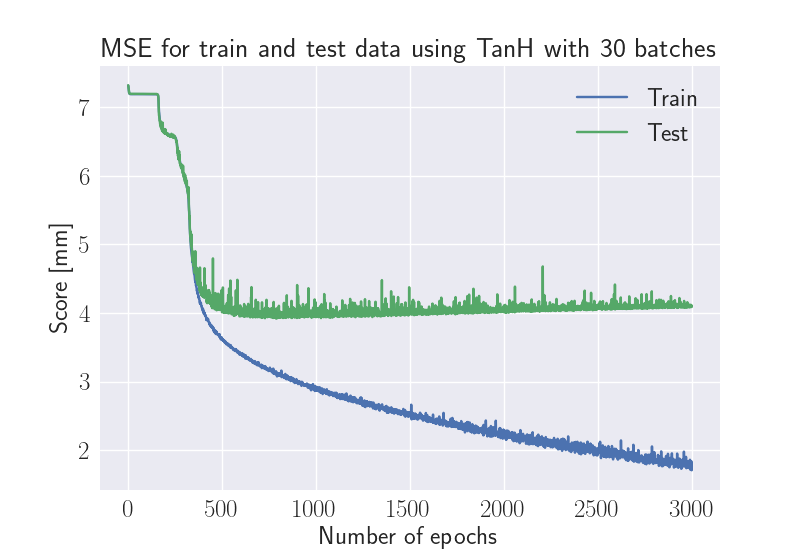 MSE for train and test data using TanH with 30 batches
Train
Test
7
6
5
4
3
2
Score [mm]
0
500
1000
1500
2000
2500
3000
Number of epochs